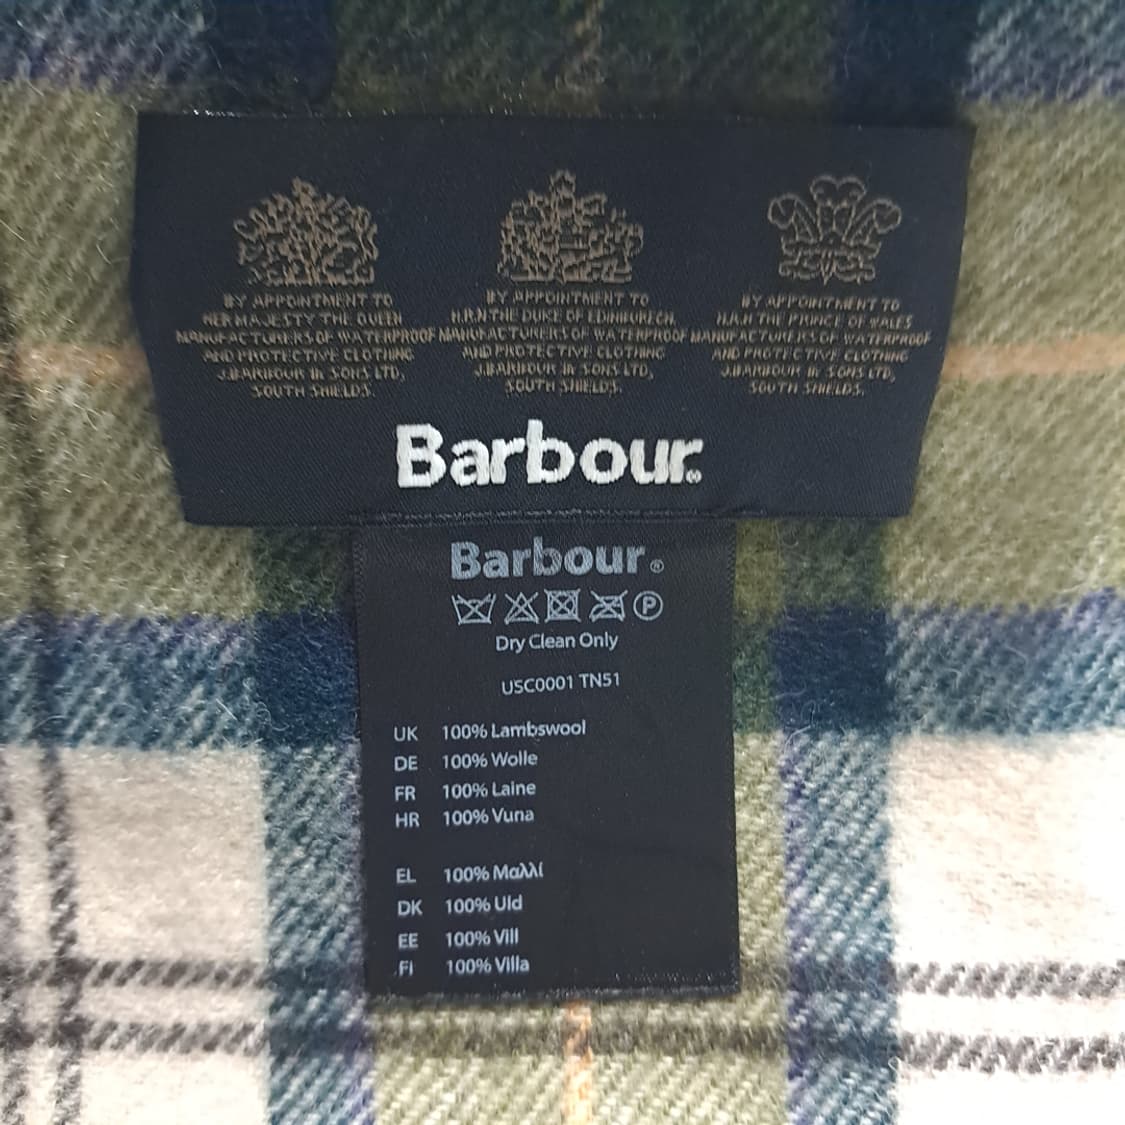 BY APPOINTMENT TO
HER MAJESTY THE QUEEN
MANUFACTURERS OF WATERPROOF
AND PROTECTIVE CLOTHING
J.BARBOUR & SONS LTD,
SOUTH SHIELDS.
BY APPOINTMENT TO
H.R.H THE DUKE OF EDINBURGH
MANUFACTURERS OF WATERPROOF
AND PROTECTIVE CLOTHING
J.BARBOUR & SONS LTD,
SOUTH SHIELDS.
BY APPOINTMENT TO
H.R.H THE PRINCE OF WALES
MANUFACTURERS OF WATERPROOF
AND PROTECTIVE CLOTHING
J.BARBOUR & SONS LTD,
SOUTH SHIELDS.
Barbour®
Barbour®
P
Dry Clean Only
USC0001 TN51
UK 100% Lambswool
DE 100% Wolle
FR 100% Laine
HR 100% Vuna
EL 100% Μαλλί
DK 100% Uld
EE 100% Vill
FI 100% Villa